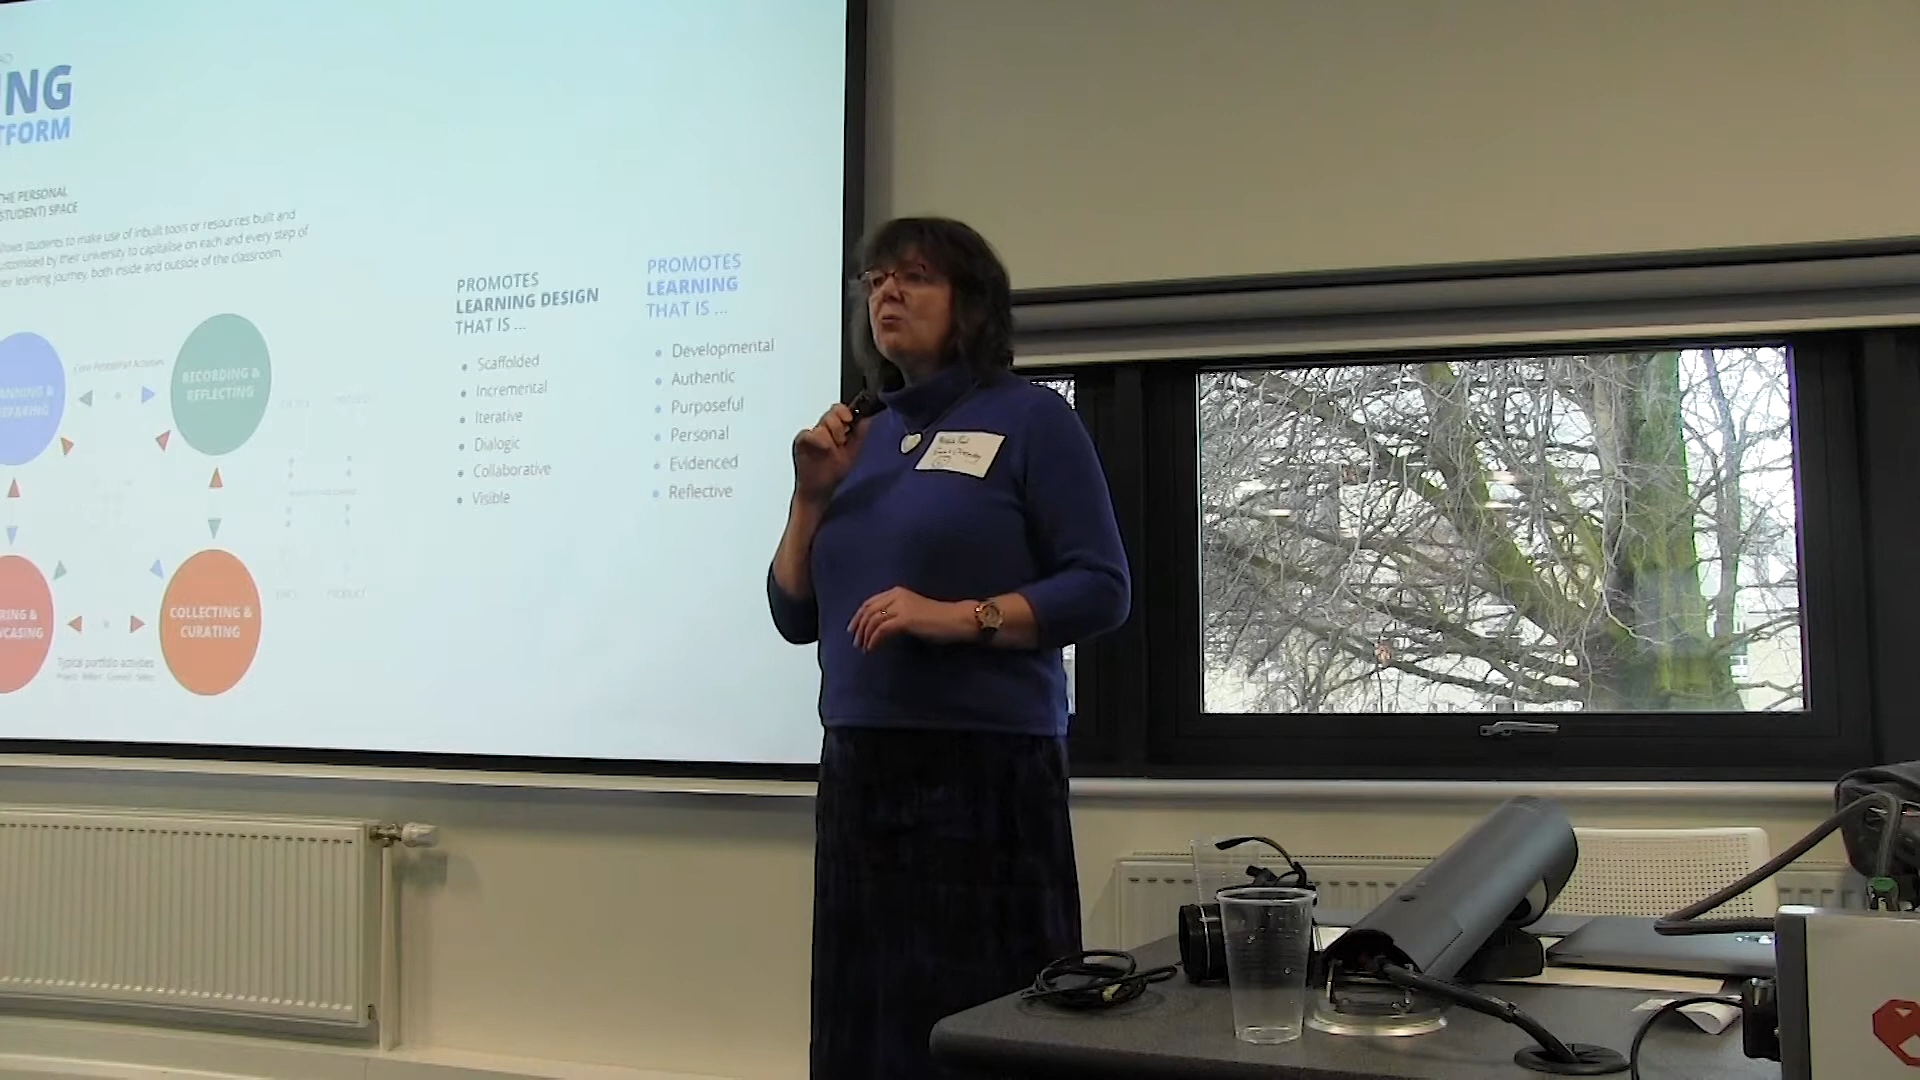 NG
TFORM
THE PERSONAL
(STUDENT) SPACE
allows students to make use of inbuilt tools or resources built and
customised by their university to capitalise on each and every step of
her learning journey, both inside and outside of the classroom.
RECORDING &
REFLECTING
COLLECTING &
CURATING
Typical portfolio activities
PROMOTES
LEARNING DESIGN
THAT IS ...
• Scaffolded
• Incremental
• Iterative
• Dialogic
• Collaborative
• Visible
PROMOTES
LEARNING
THAT IS ...
• Developmental
• Authentic
• Purposeful
• Personal
• Evidenced
• Reflective
PRODUCT